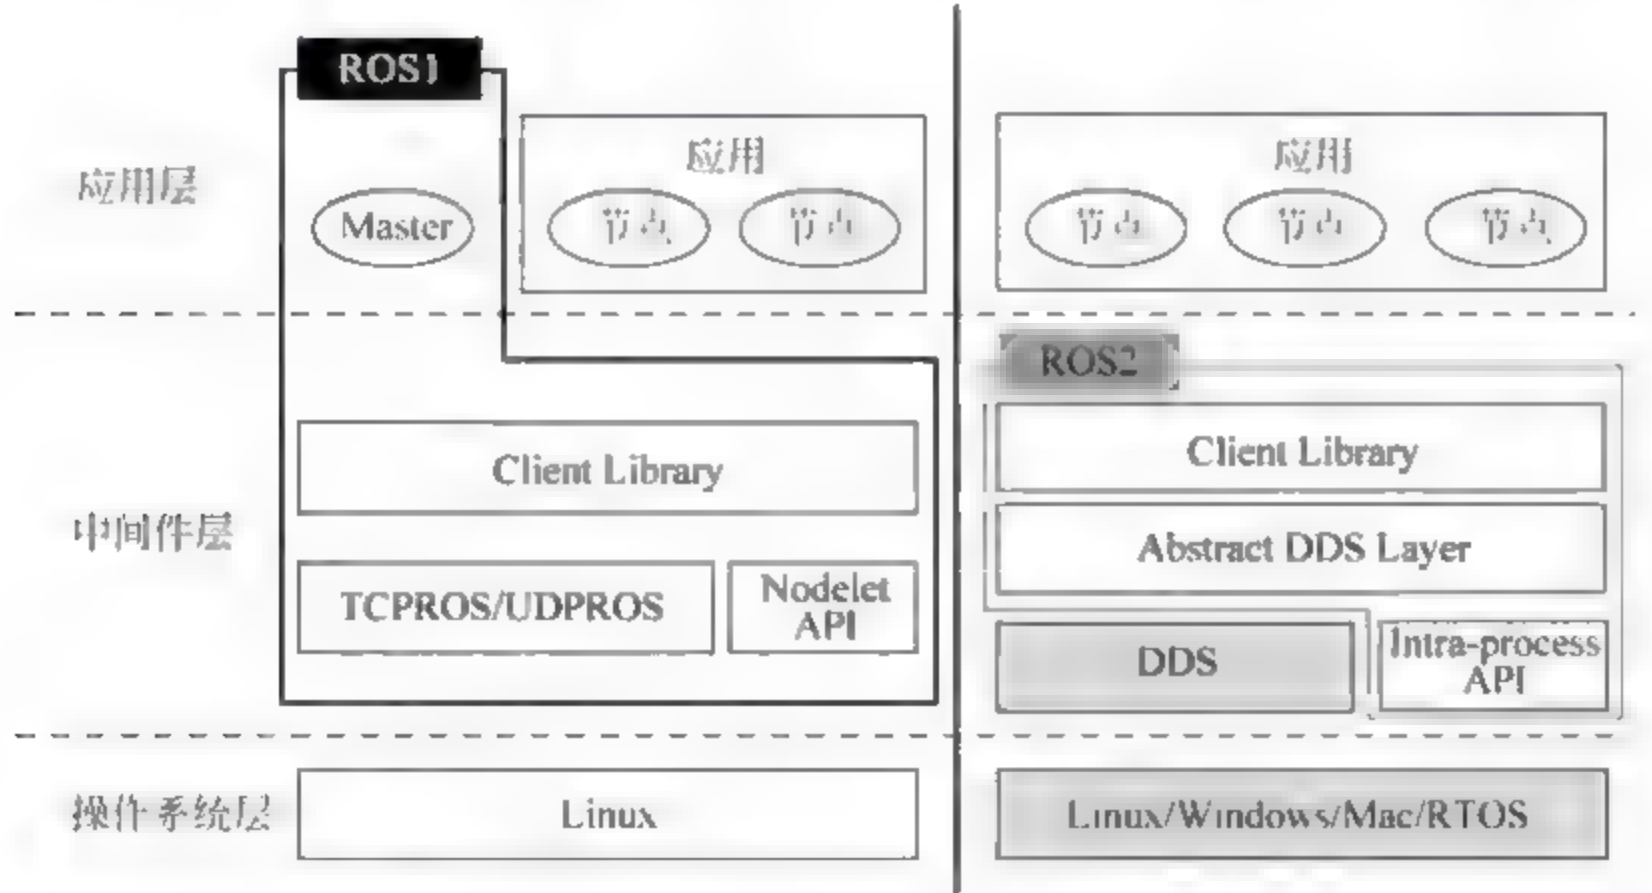 ROS1
应用
应用
应用层
Master
节点
节点
节点
节点
节点
ROS2
Client Library
Client Library
中间件层
Abstract DDS Layer
TCPROS/UDPROS
Nodelet
API
DDS
Intra-process
API
操作系统层
Linux
Linux/Windows/Mac/RTOS